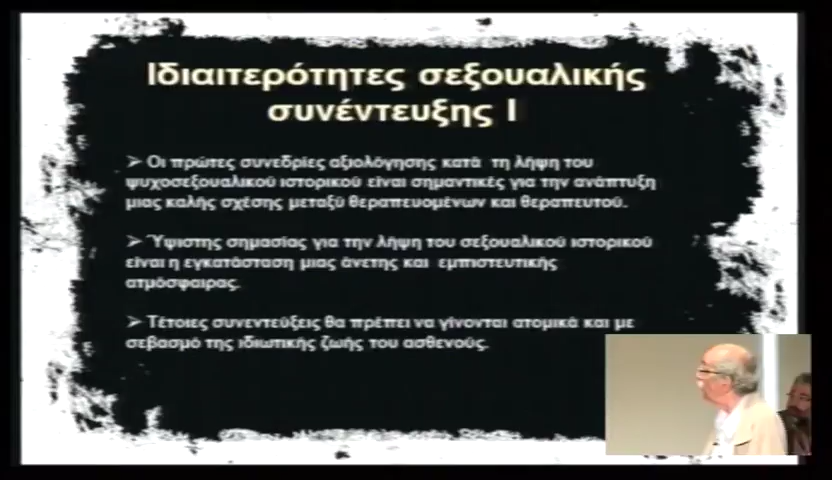 Ιδιαιτερότητες σεξουαλικής
συνέντευξης Ι
➢ Οι πρώτες συνεδρίες αξιολόγησης κατά τη λήψη του
ψυχοσεξουαλικού ιστορικού είναι σημαντικές για την ανάπτυξη
μιας καλής σχέσης μεταξύ θεραπευομένων και θεραπευτού.
➢ Ύψιστης σημασίας για την λήψη του σεξουαλικού ιστορικού
είναι η εγκατάσταση μιας άνετης και εμπιστευτικής
ατμόσφαιρας.
➢ Τέτοιες συνεντεύξεις θα πρέπει να γίνονται ατομικά και με
σεβασμό της ιδιωτικής ζωής του ασθενούς.